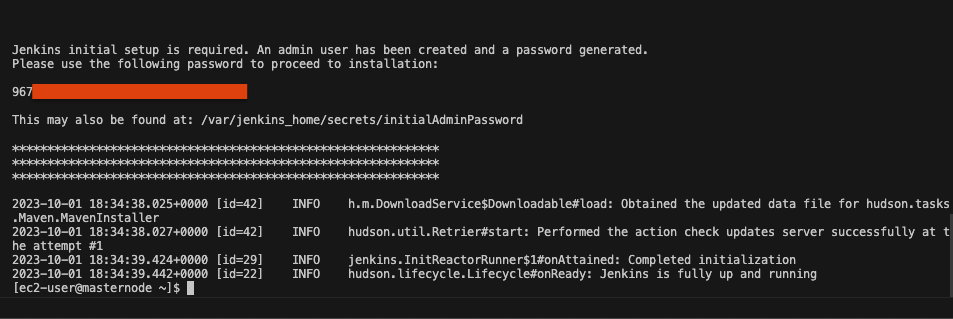 Jenkins initial setup is required. An admin user has been created and a password generated.
Please use the following password to proceed to installation:
967
This may also be found at: /var/jenkins_home/secrets/initialAdminPassword
*************************************************************
*************************************************************
*************************************************************
2023-10-01 18:34:38.025+0000 [id=42]    INFO    h.m.DownloadService$Downloadable#load: Obtained the updated data file for hudson.tasks
.Maven.MavenInstaller
2023-10-01 18:34:38.027+0000 [id=42]    INFO    hudson.util.Retrier#start: Performed the action check updates server successfully at t
he attempt #1
2023-10-01 18:34:39.424+0000 [id=29]    INFO    jenkins.InitReactorRunner$1#onAttained: Completed initialization
2023-10-01 18:34:39.442+0000 [id=22]    INFO    hudson.lifecycle.Lifecycle#onReady: Jenkins is fully up and running
[ec2-user@masternode ~]$